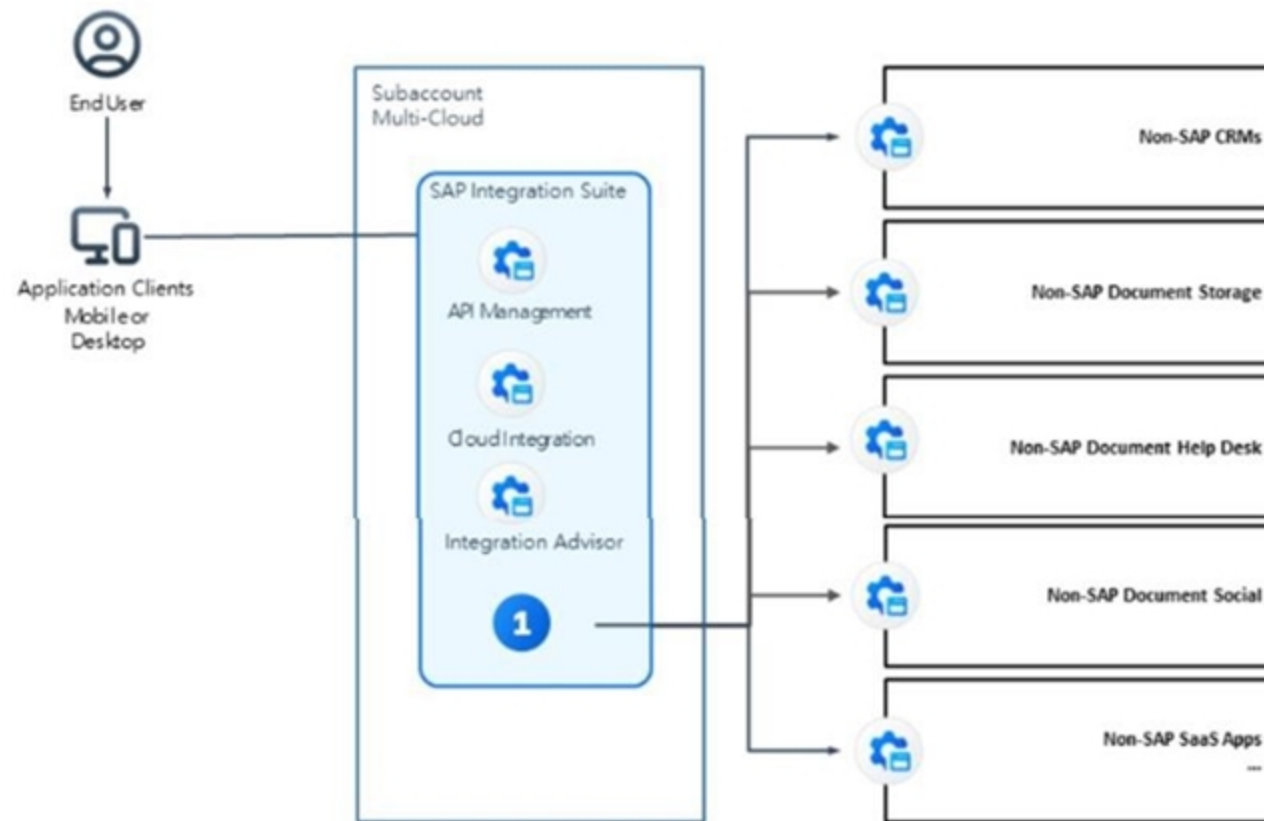 End User
Application Clients
Mobile or
Desktop
Subaccount
Multi-Cloud
SAP Integration Suite
API Management
Cloud Integration
Integration Advisor
1
Non-SAP CRMs
Non-SAP Document Storage
Non-SAP Document Help Desk
Non-SAP Document Social
Non-SAP SaaS Apps
...